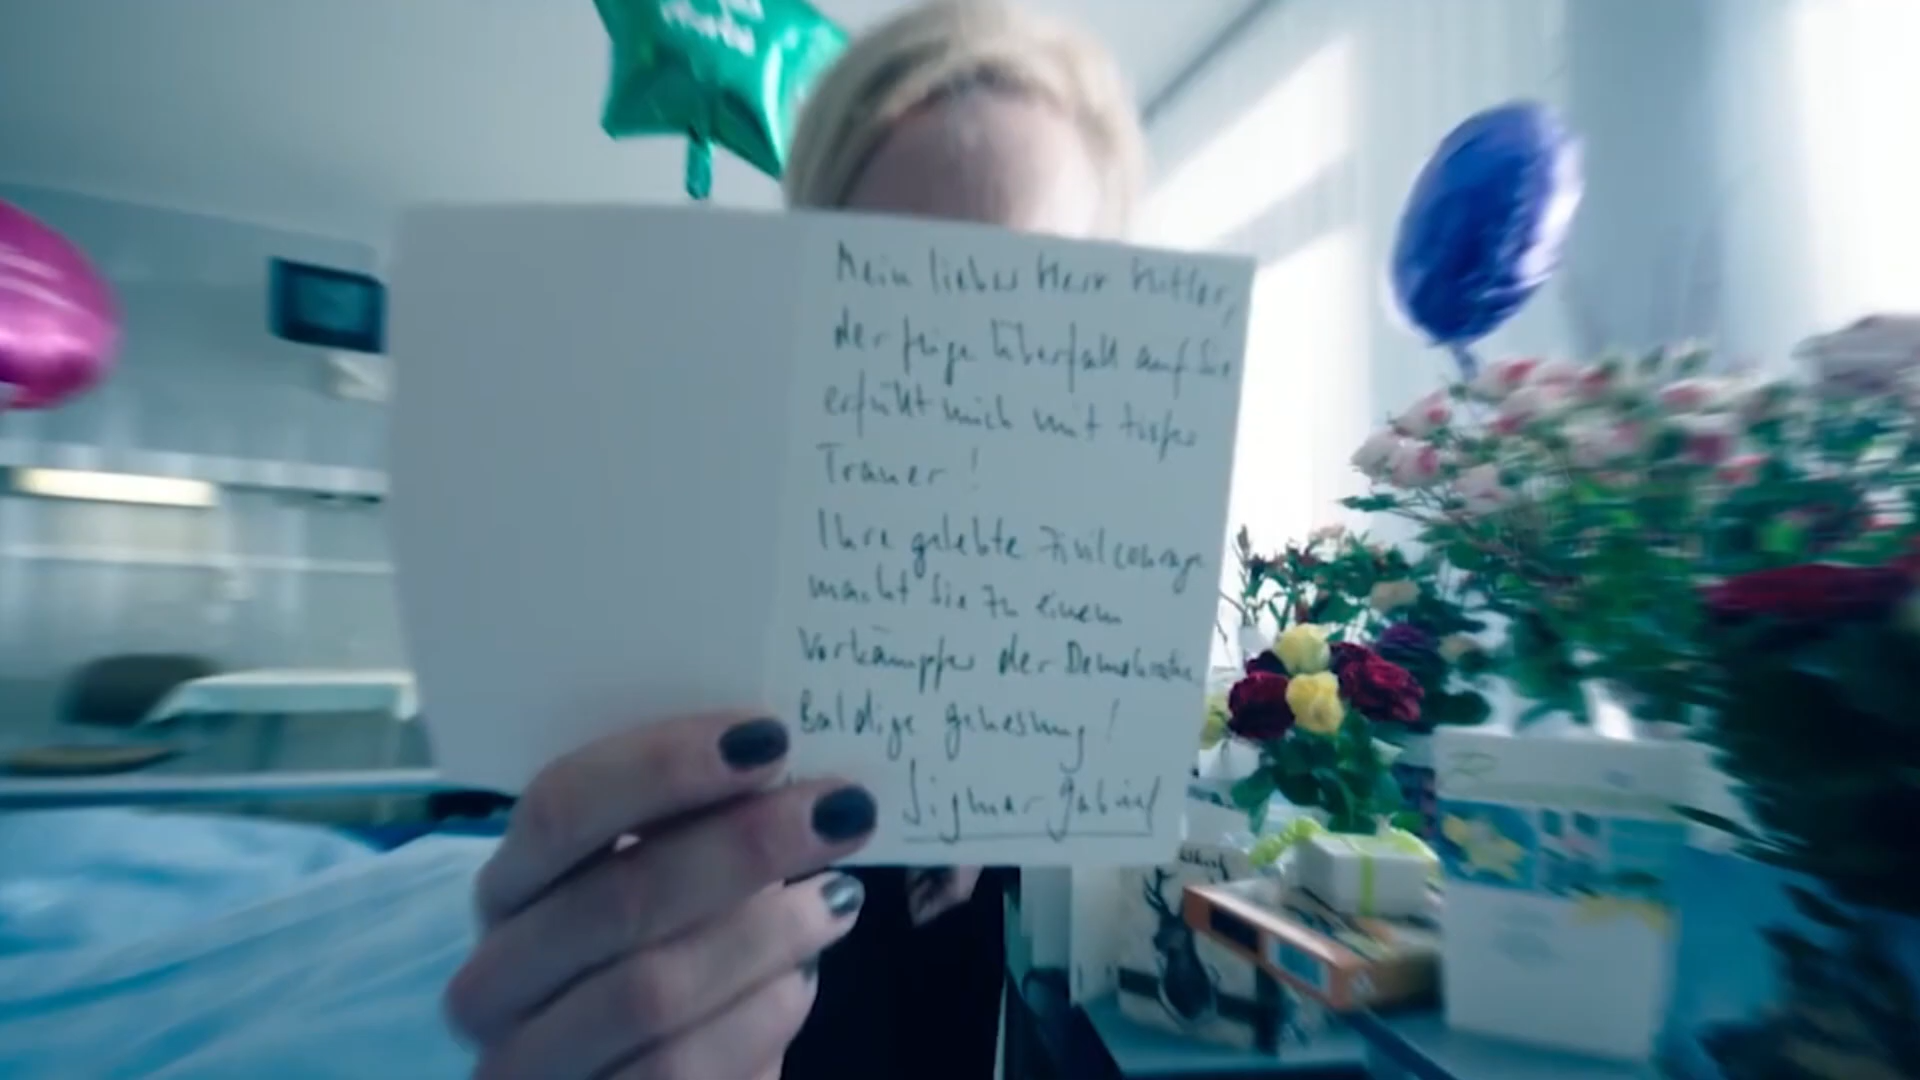 Mein lieber Herr Hitler,
der feige Überfall auf Sie
erfüllt mich mit tiefer
Trauer!
Ihre gelebte Zivilcourage
macht Sie zu einem
Vorkämpfer der Demokratie
Baldige genesung!
Sigmar Gabriel